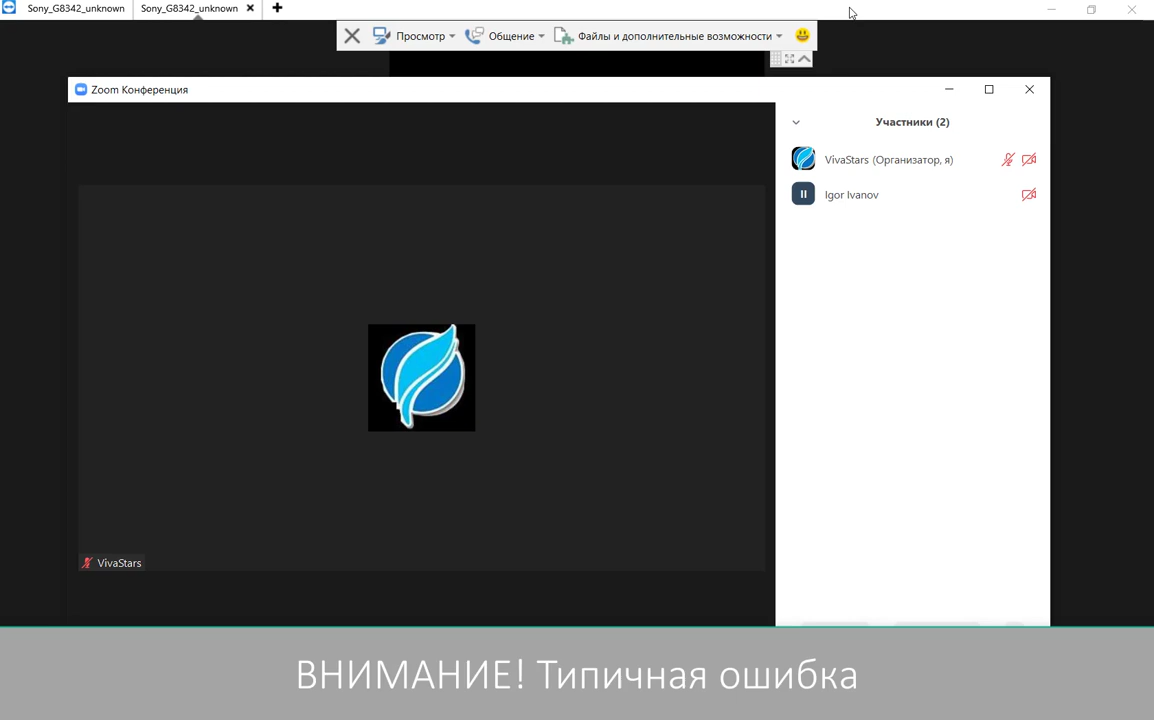 Sony_G8342_unknown
Sony_G8342_unknown
Просмотр
Общение
Файлы и дополнительные возможности
Zoom Конференция
Участники (2)
VivaStars (Организатор, я)
II Igor Ivanov
VivaStars
ВНИМАНИЕ! Типичная ошибка